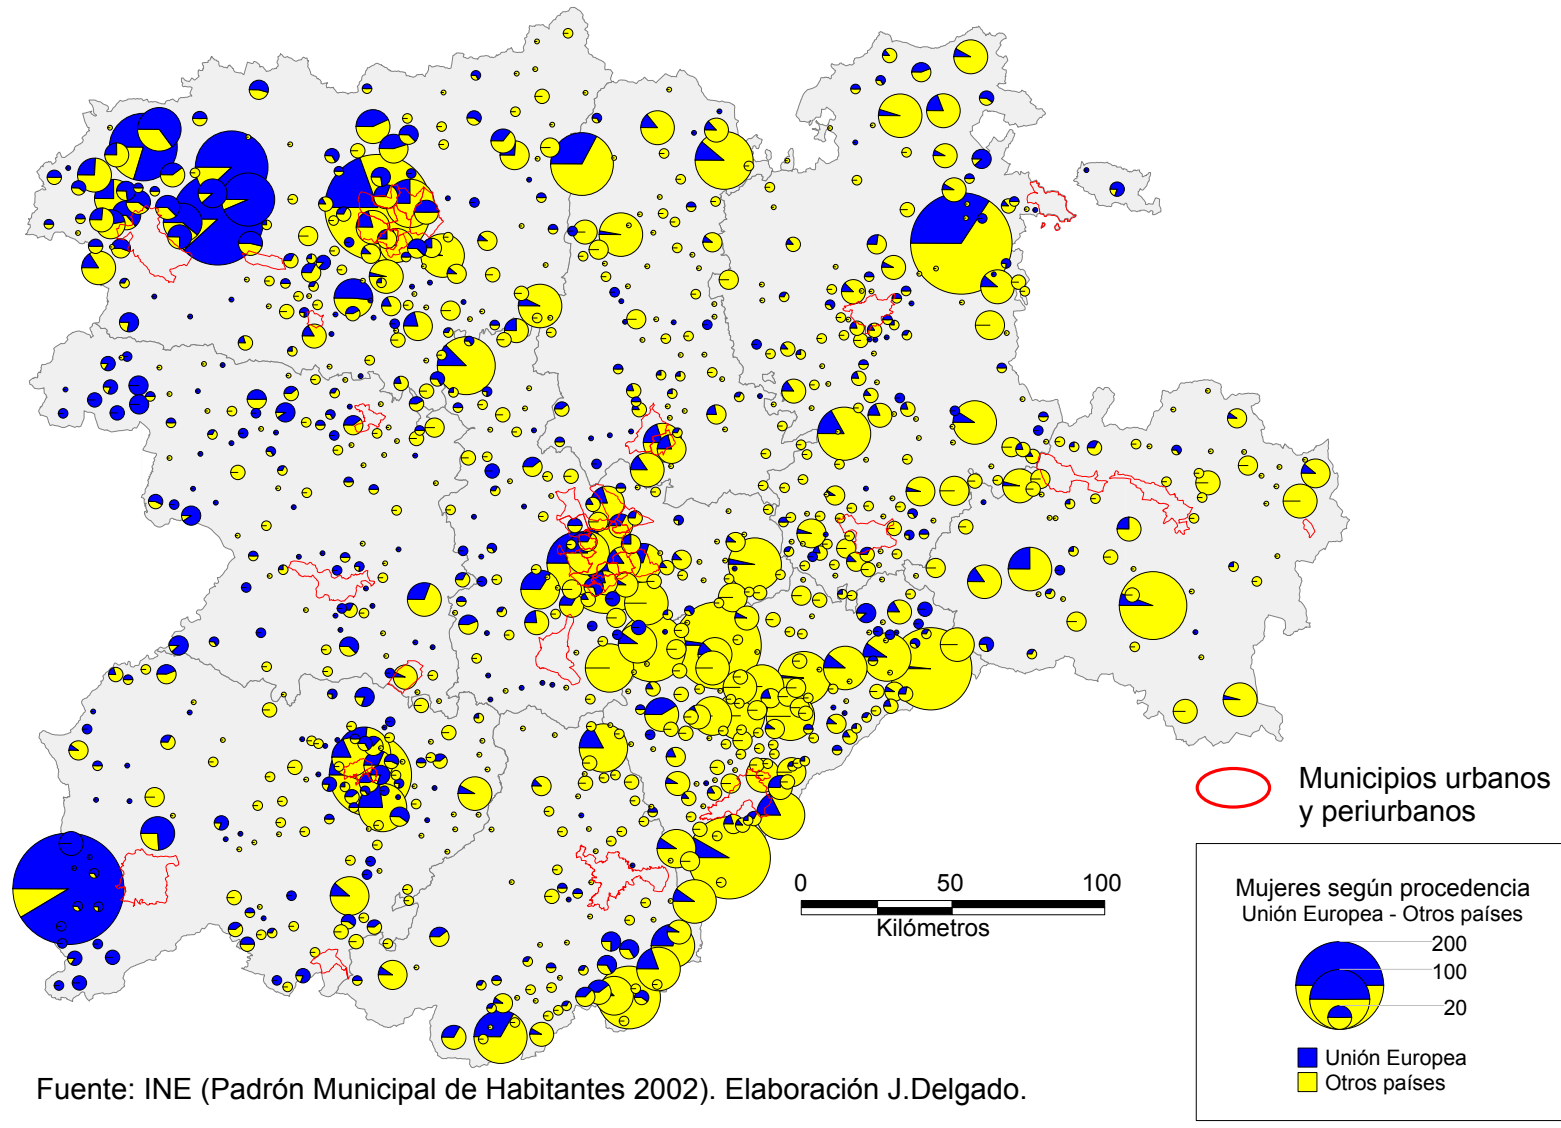 Municipios urbanos
y periurbanos
0 50 100
Kilómetros
Mujeres según procedencia
Unión Europea - Otros países
200
100
20
Unión Europea
Otros países
Fuente: INE (Padrón Municipal de Habitantes 2002). Elaboración J.Delgado.